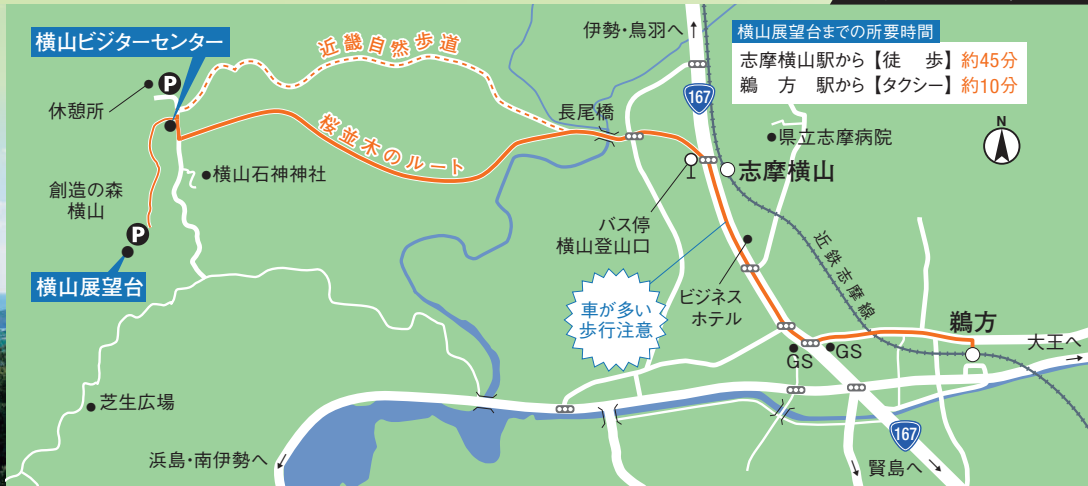 横山ビジターセンター
近畿自然歩道
伊勢・鳥羽へ
横山展望台までの所要時間
志摩横山駅から【徒　歩】約45分
鵜　方　駅から【タクシー】約10分
P
休憩所
167
長尾橋
県立志摩病院
N
桜並木のルート
横山石神神社
志摩横山
創造の森
横山
バス停
横山登山口
P
近鉄志摩線
横山展望台
車が多い
歩行注意
ビジネス
ホテル
鵜方
大王へ
GS
GS
芝生広場
167
浜島・南伊勢へ
賢島へ